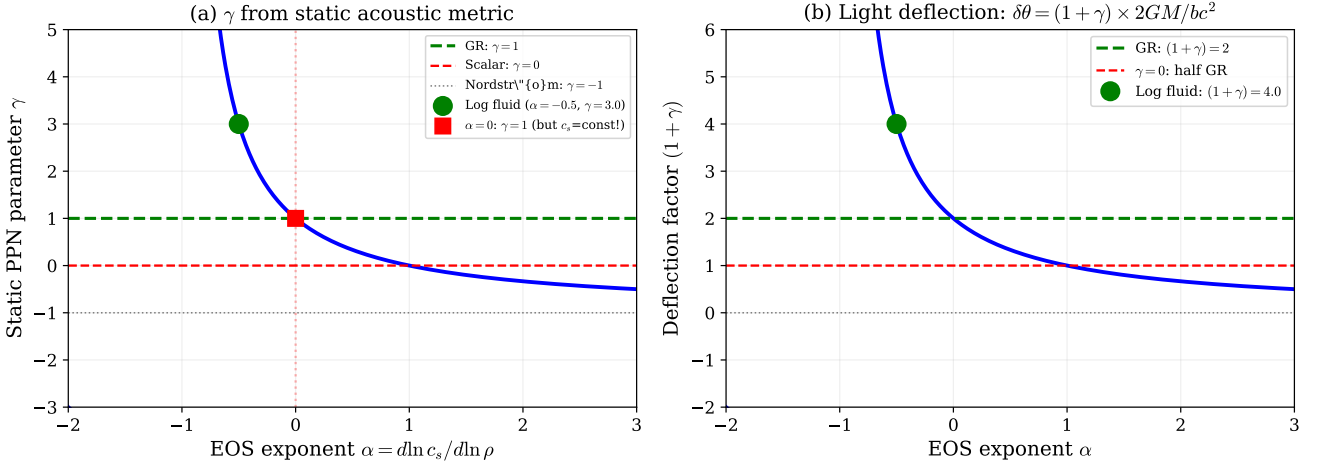 (a) γ from static acoustic metric
5
4
3
2
1
0
−1
−2
−3
Static PPN parameter γ
−2
−1
0
1
2
3
EOS exponent α = d ln c_s/d ln ρ
GR: γ = 1
Scalar: γ = 0
Nordstr\"{o}m: γ = −1
Log fluid (α = −0.5, γ = 3.0)
α = 0: γ = 1 (but c_s=const!)
(b) Light deflection: δθ = (1 + γ) × 2GM/bc²
6
5
4
3
2
1
0
−1
−2
Deflection factor (1 + γ)
−2
−1
0
1
2
3
EOS exponent α
GR: (1 + γ) = 2
γ = 0: half GR
Log fluid: (1 + γ) = 4.0